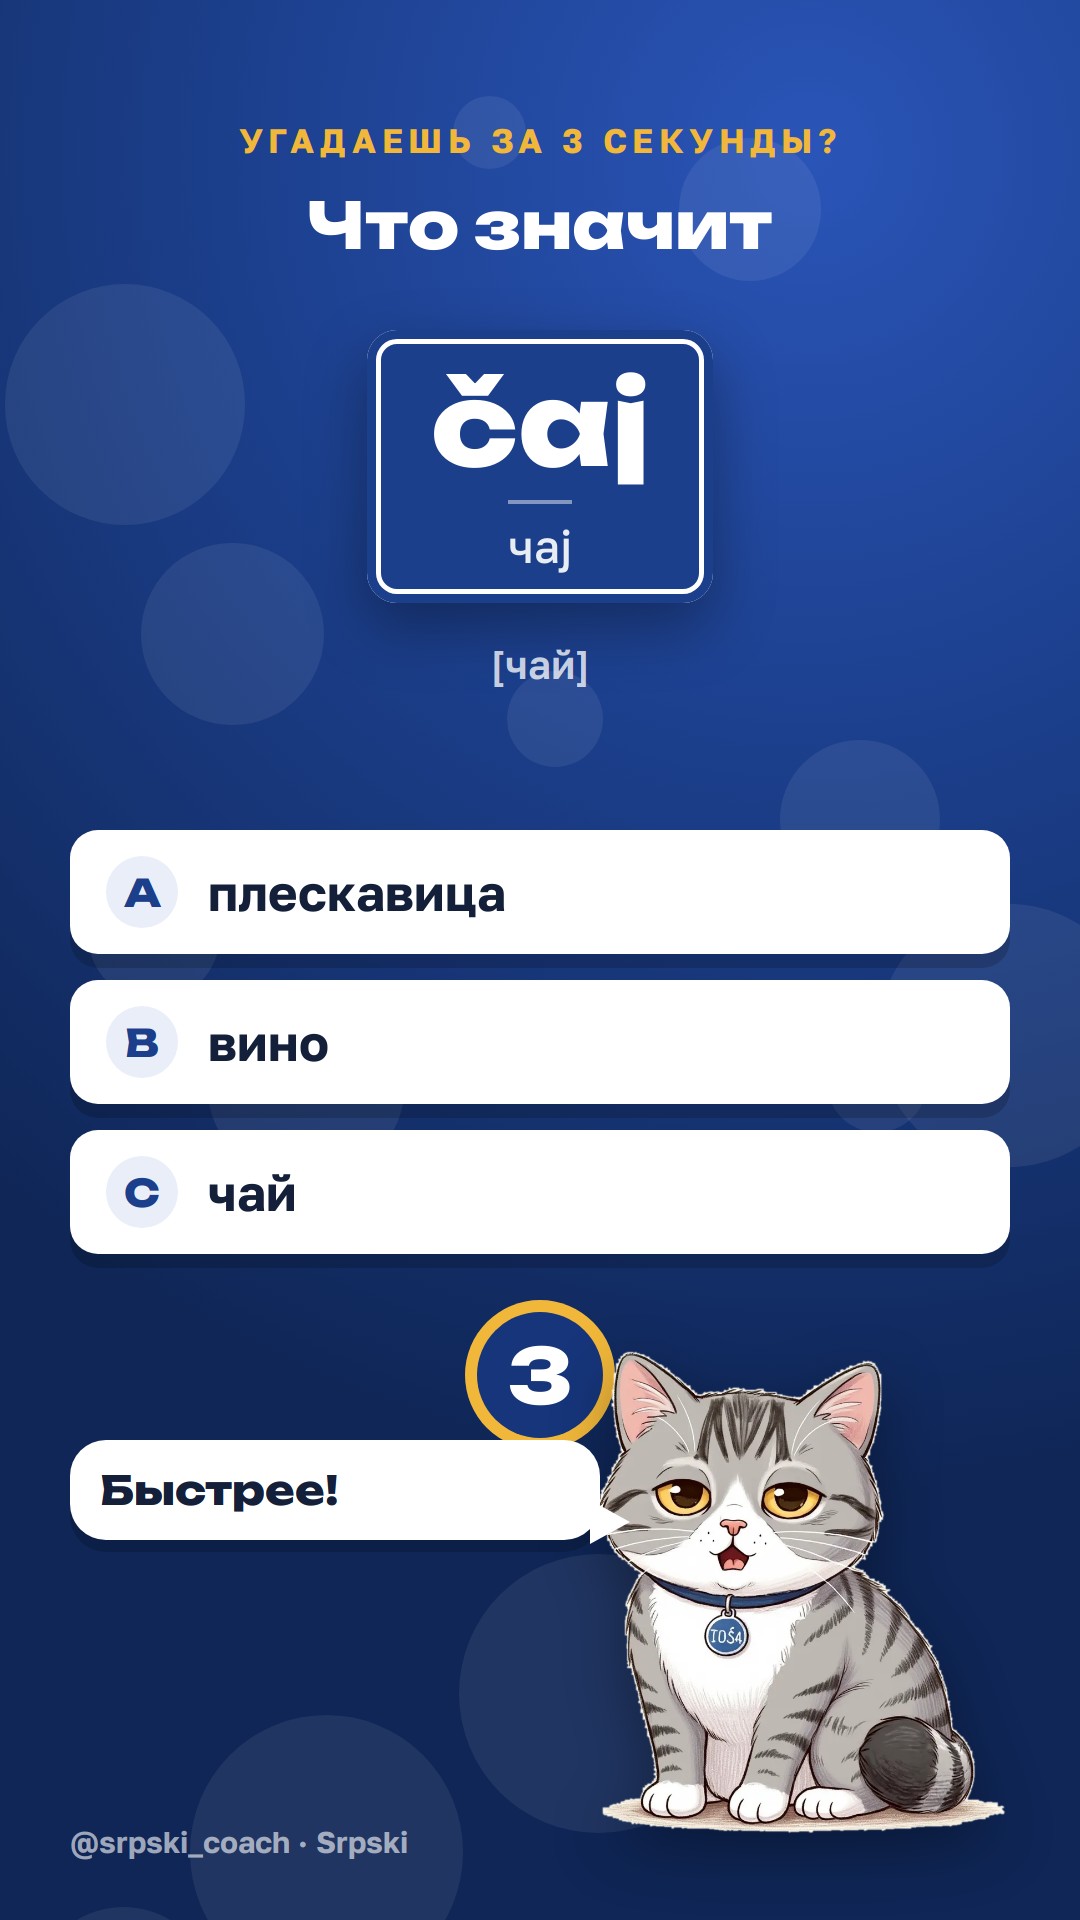 УГАДАЕШЬ ЗА 3 СЕКУНДЫ?
Что значит
čaj
чај
[чай]
A плескавица
B вино
C чай
3
Быстрее!
TOŠA
@srpski_coach · Srpski